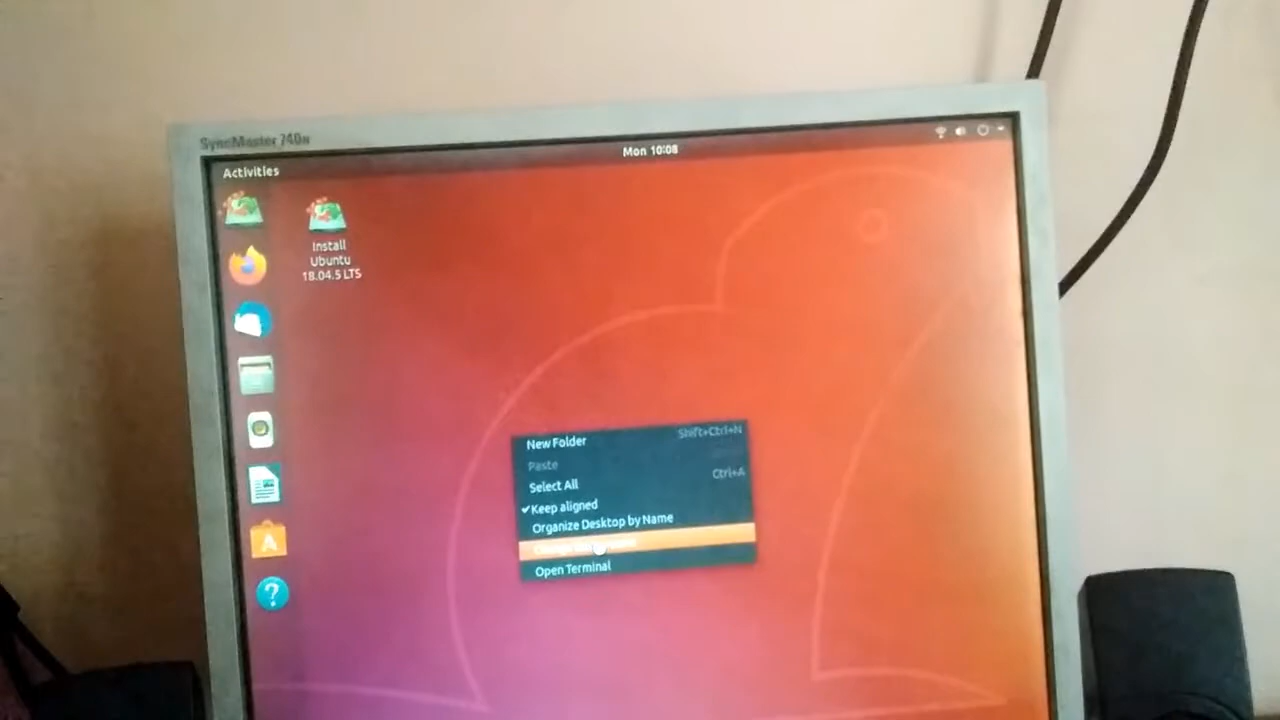 SyncMaster 740n
Mon 10:08
Activities
Install
Ubuntu
18.04.5 LTS
New Folder Shift+Ctrl+N
Paste
Select All Ctrl+A
✔Keep aligned
Organize Desktop by Name
Change
Open Terminal